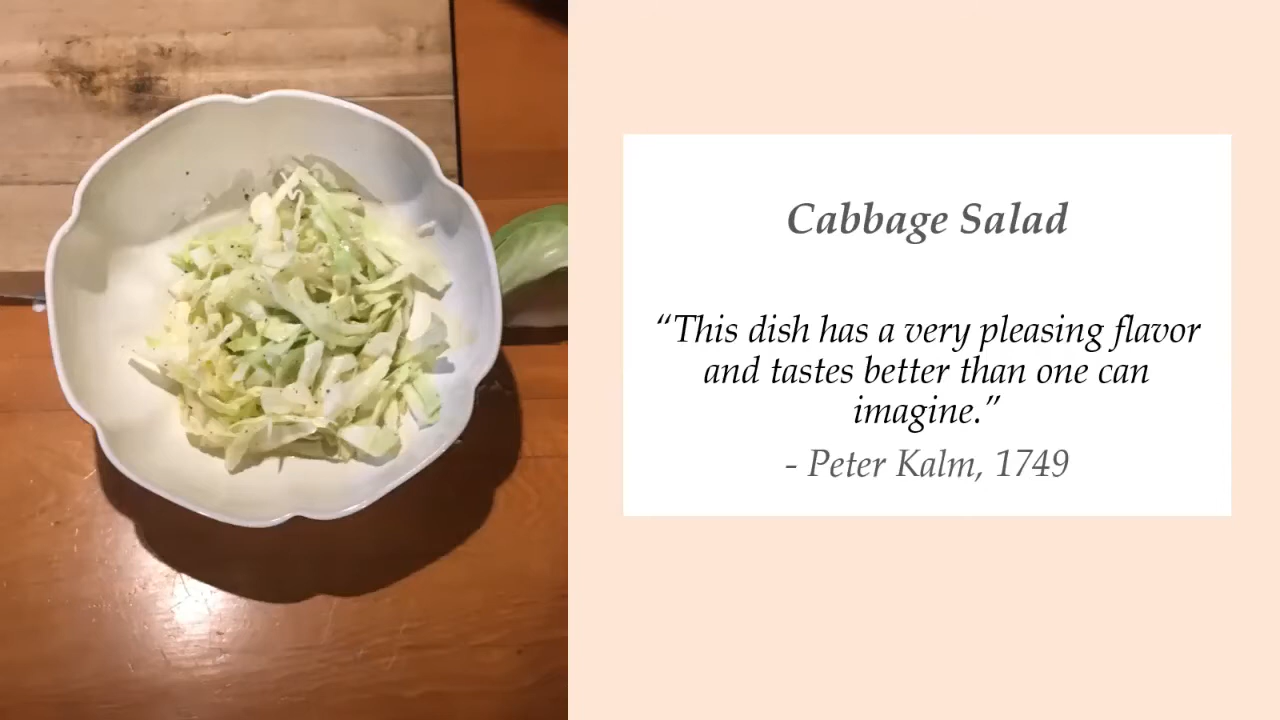 Cabbage Salad
“This dish has a very pleasing flavor
and tastes better than one can
imagine.”
- Peter Kalm, 1749